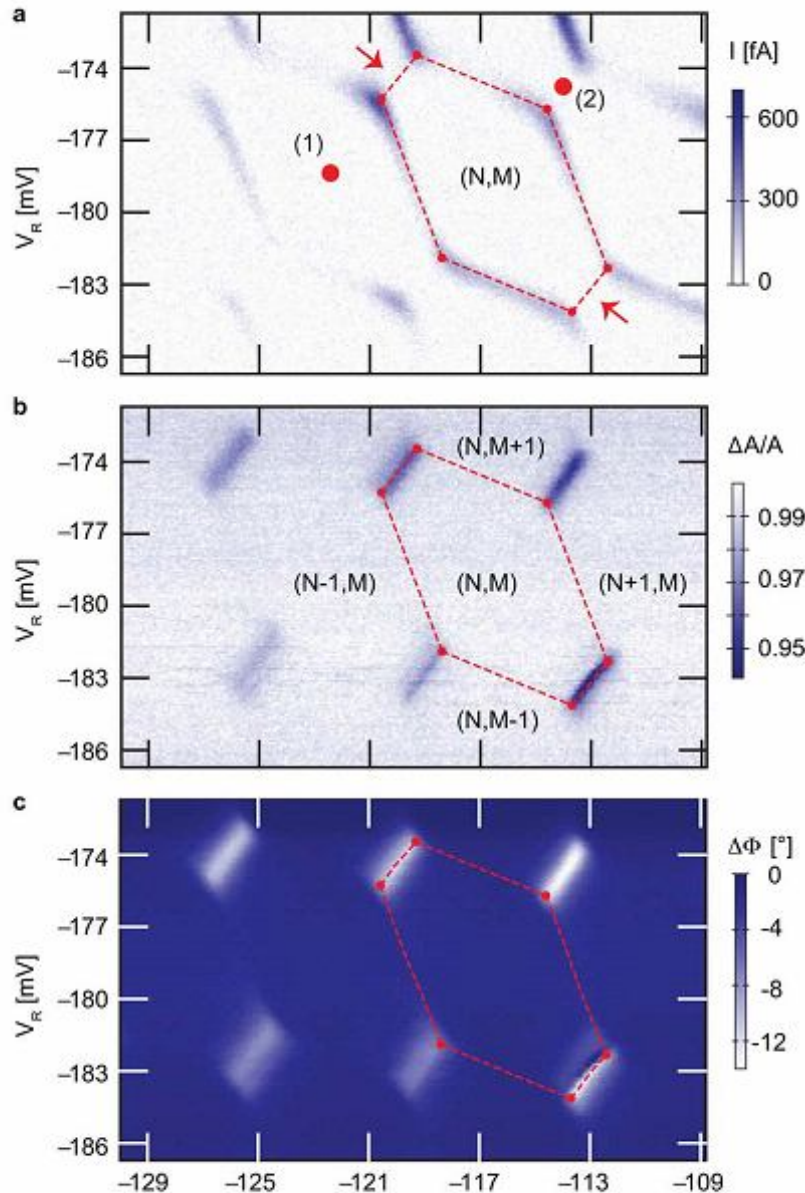 a
I [fA]
–174
–177
–180
–183
–186
V_R [mV]
(1)
(2)
(N,M)
600
300
0
b
ΔA/A
–174
–177
–180
–183
–186
V_R [mV]
(N,M+1)
(N-1,M)
(N,M)
(N+1,M)
(N,M-1)
0.99
0.97
0.95
c
ΔΦ [°]
–174
–177
–180
–183
–186
V_R [mV]
0
-4
-8
-12
–129
–125
–121
–117
–113
–109